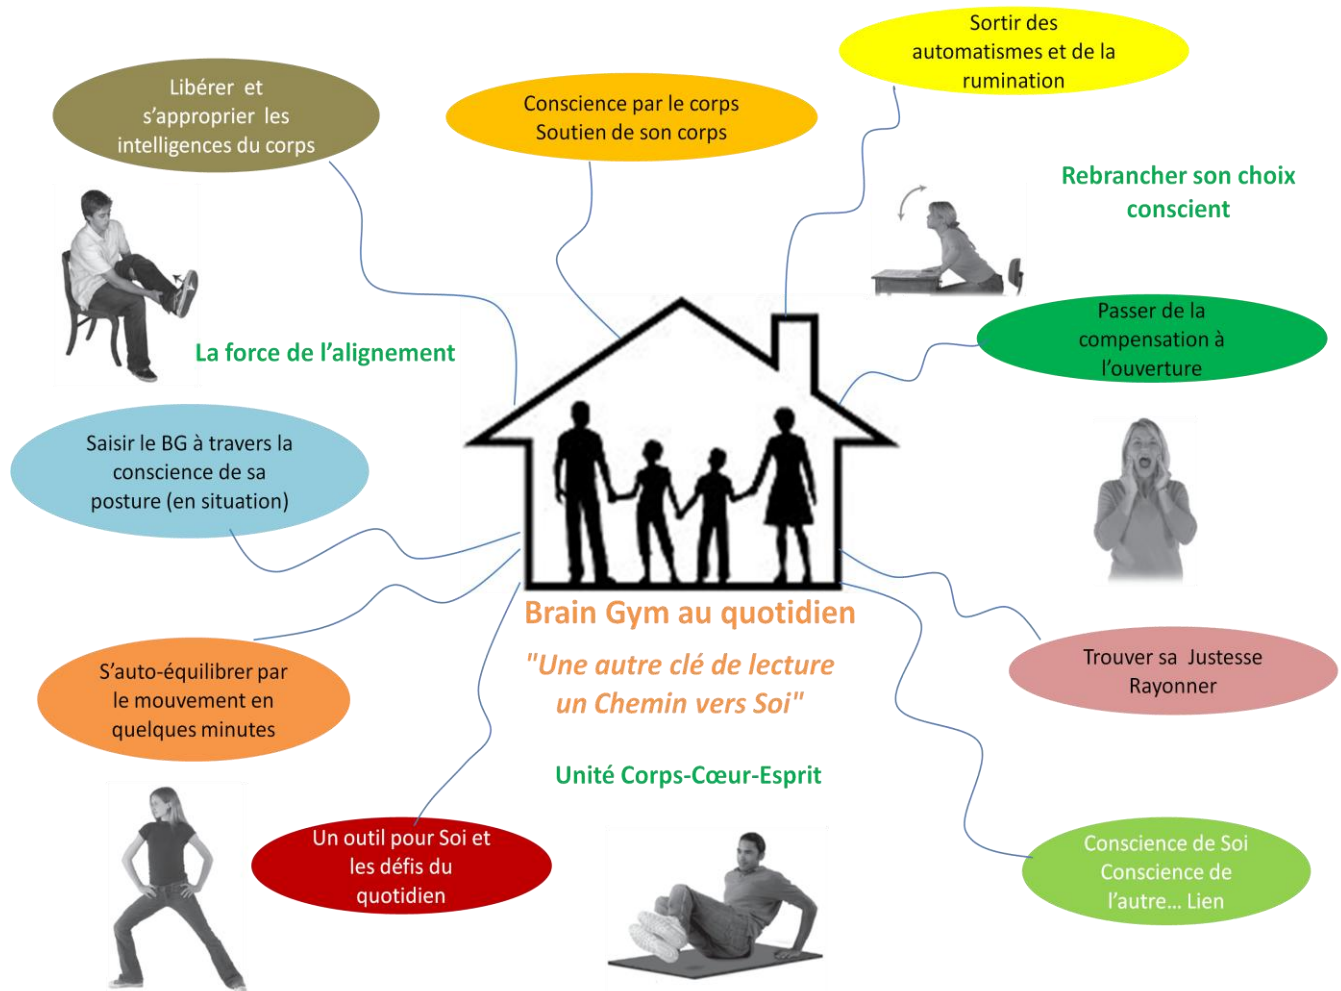 Sortir des
automatismes et de la
rumination
Libérer et
s'approprier les
intelligences du corps
Conscience par le corps
Soutien de son corps
Rebrancher son choix
conscient
Passer de la
compensation à
l'ouverture
La force de l'alignement
Saisir le BG à travers la
conscience de sa
posture (en situation)
Brain Gym au quotidien
"Une autre clé de lecture
un Chemin vers Soi"
S'auto-équilibrer par
le mouvement en
quelques minutes
Trouver sa Justesse
Rayonner
Unité Corps-Cœur-Esprit
Un outil pour Soi et
les défis du
quotidien
Conscience de Soi
Conscience de
l'autre... Lien